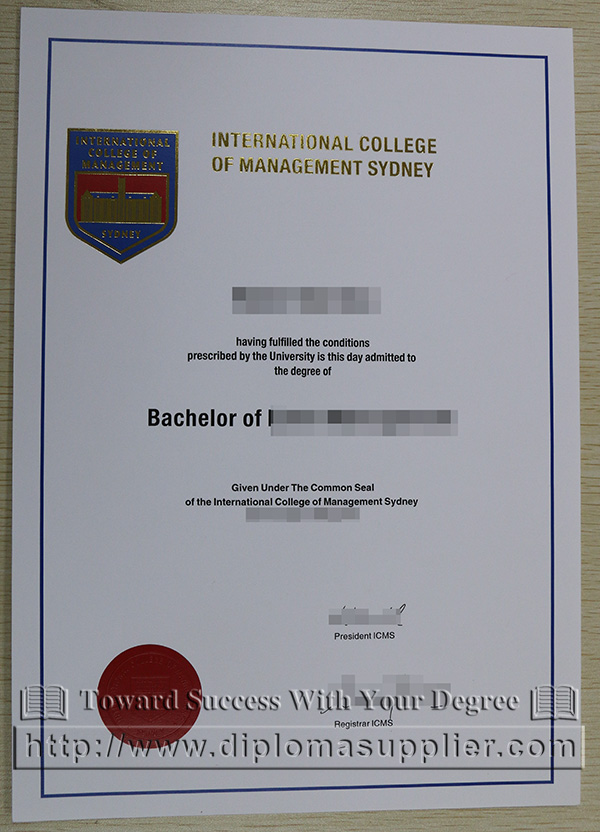 INTERNATIONAL
COLLEGE OF
MANAGEMENT
SYDNEY
INTERNATIONAL COLLEGE
OF MANAGEMENT SYDNEY
having fulfilled the conditions
prescribed by the University is this day admitted to
the degree of
Bachelor of
Given Under The Common Seal
of the International College of Management Sydney
President ICMS
Toward Success With Your Degree
Registrar ICMS
http://www.diplomasupplier.com